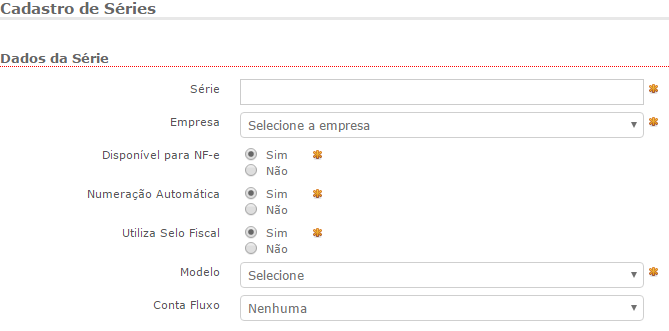 Cadastro de Séries
Dados da Série
Série
Empresa Selecione a empresa
Disponível para NF-e Sim
Não
Numeração Automática Sim
Não
Utiliza Selo Fiscal Sim
Não
Modelo Selecione
Conta Fluxo Nenhuma